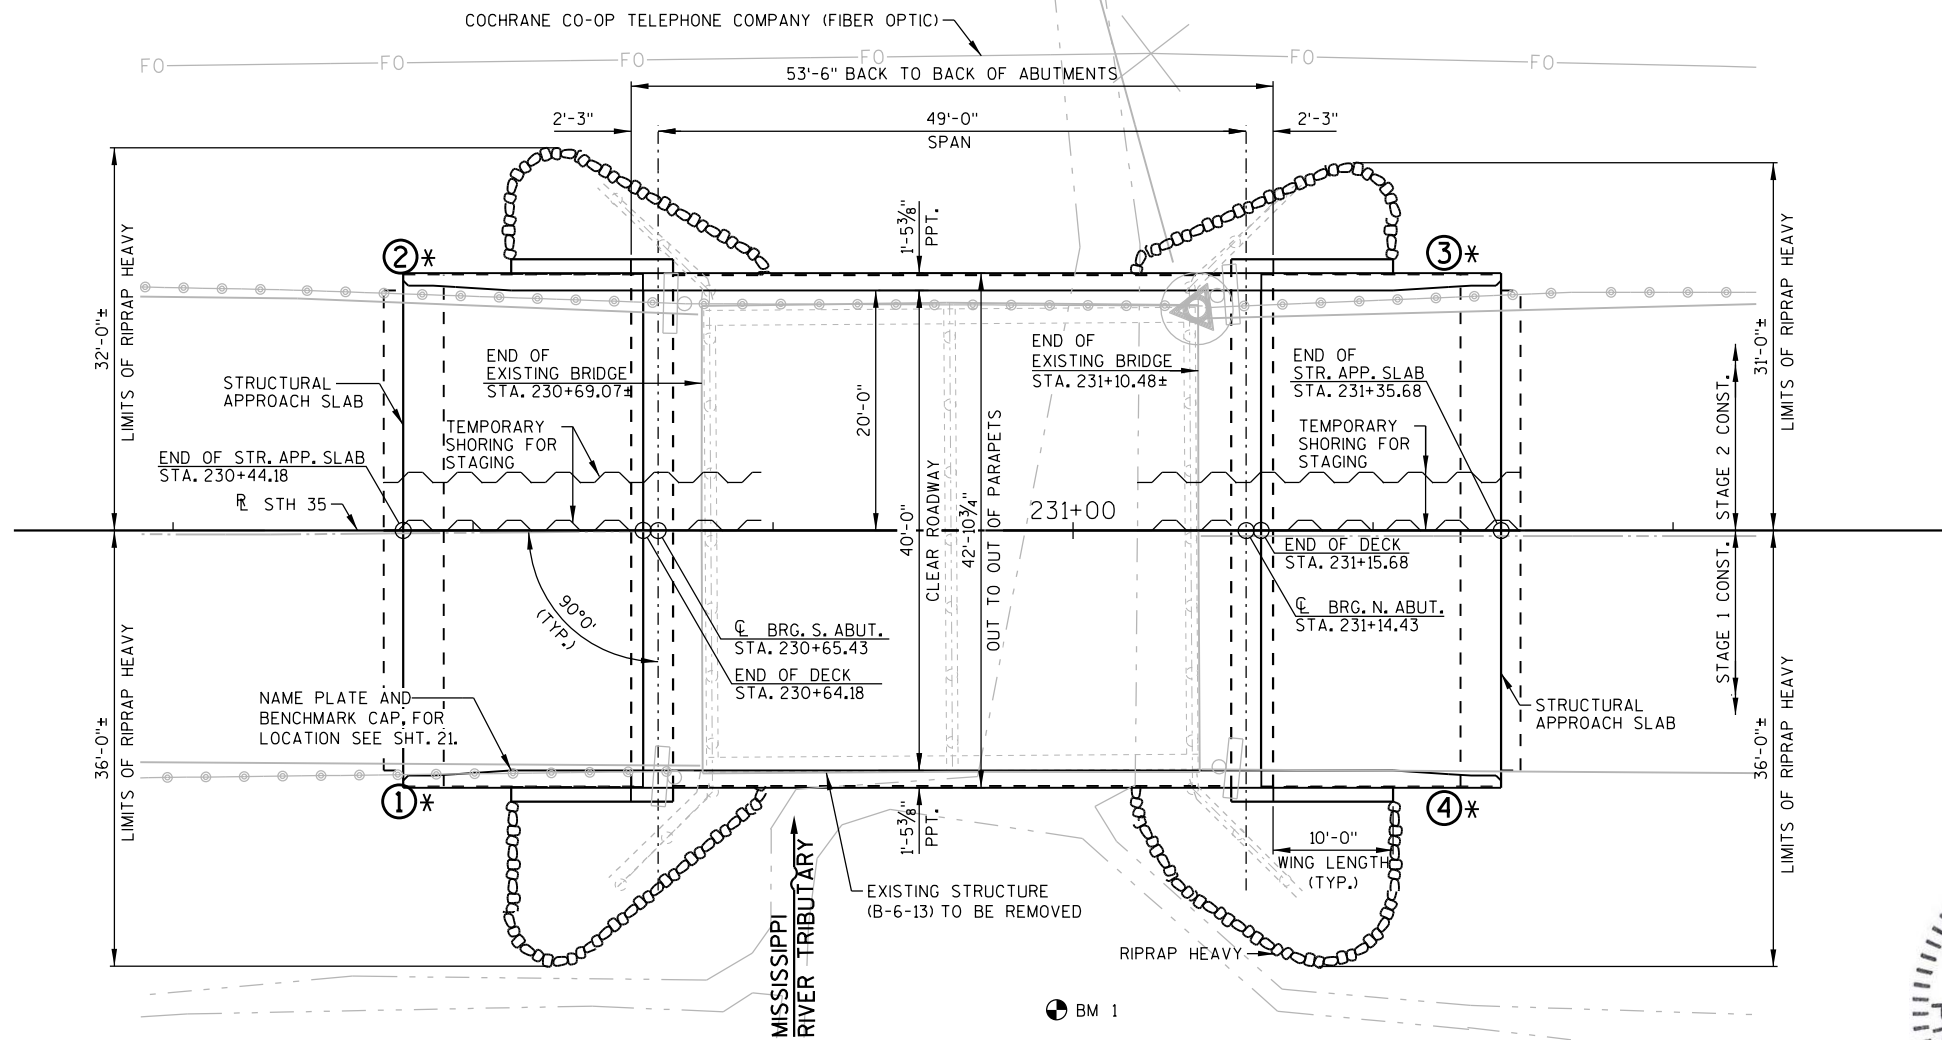 COCHRANE CO-OP TELEPHONE COMPANY (FIBER OPTIC)
FO
FO
FO
FO
FO
FO
53'-6" BACK TO BACK OF ABUTMENTS
2'-3"
49'-0"
SPAN
2'-3"
32'-0"±
LIMITS OF RIPRAP HEAVY
1'-5⅜"
PPT.
31'-0"±
LIMITS OF RIPRAP HEAVY
2*
3*
STRUCTURAL
APPROACH SLAB
END OF
EXISTING BRIDGE
STA. 230+69.07±
END OF
EXISTING BRIDGE
STA. 231+10.48±
END OF
STR. APP. SLAB
STA. 231+35.68
20'-0"
TEMPORARY
SHORING FOR
STAGING
TEMPORARY
SHORING FOR
STAGING
END OF STR. APP. SLAB
STA. 230+44.18
RL STH 35
STAGE 2 CONST.
40'-0"
CLEAR ROADWAY
42'-10¾"
OUT TO OUT OF PARAPETS
231+00
END OF DECK
STA. 231+15.68
90°0'
(TYP.)
CL BRG. S. ABUT.
STA. 230+65.43
END OF DECK
STA. 230+64.18
CL BRG. N. ABUT.
STA. 231+14.43
STAGE 1 CONST.
NAME PLATE AND
BENCHMARK CAP, FOR
LOCATION SEE SHT. 21.
STRUCTURAL
APPROACH SLAB
36'-0"±
LIMITS OF RIPRAP HEAVY
36'-0"±
LIMITS OF RIPRAP HEAVY
1*
4*
1'-5⅜"
PPT.
10'-0"
WING LENGTH
(TYP.)
EXISTING STRUCTURE
(B-6-13) TO BE REMOVED
MISSISSIPPI
RIVER TRIBUTARY
RIPRAP HEAVY
BM 1